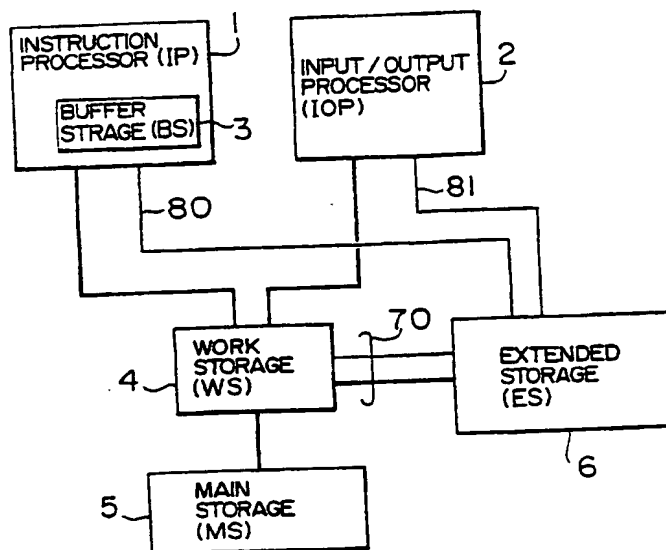 1
INSTRUCTION
PROCESSOR (IP)
BUFFER
STRAGE (BS)
3
INPUT / OUTPUT
PROCESSOR
(IOP)
2
80
81
70
WORK
STORAGE
(WS)
4
EXTENDED
STORAGE
(ES)
6
MAIN
STORAGE
(MS)
5